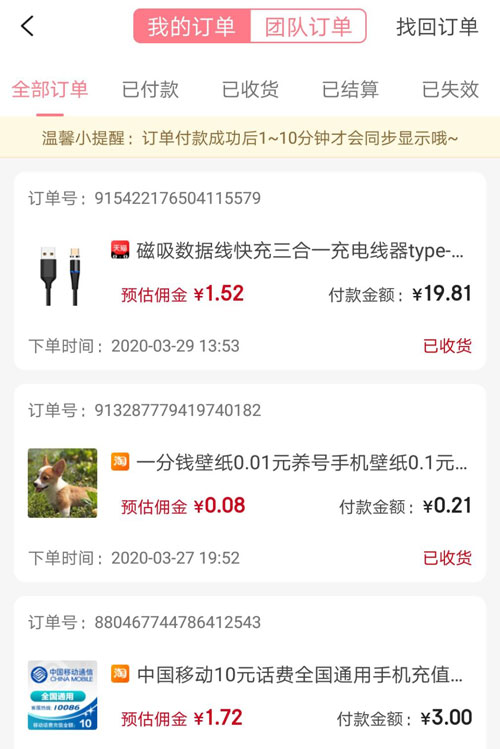 我的订单 团队订单 找回订单
全部订单 已付款 已收货 已结算 已失效
温馨小提醒：订单付款成功后1~10分钟才会同步显示哦~
订单号：915422176504115579
天猫 磁吸数据线快充三合一充电线器type-...
预估佣金 ¥1.52 付款金额：¥19.81
下单时间：2020-03-29 13:53 已收货
订单号：913287779419740182
淘 一分钱壁纸0.01元养号手机壁纸0.1元...
预估佣金 ¥0.08 付款金额：¥0.21
下单时间：2020-03-27 19:52 已收货
订单号：880467744786412543
中国移动通信
CHINA MOBILE
全国通用
10086
10
淘 中国移动10元话费全国通用手机充值...
预估佣金 ¥1.72 付款金额：¥3.00